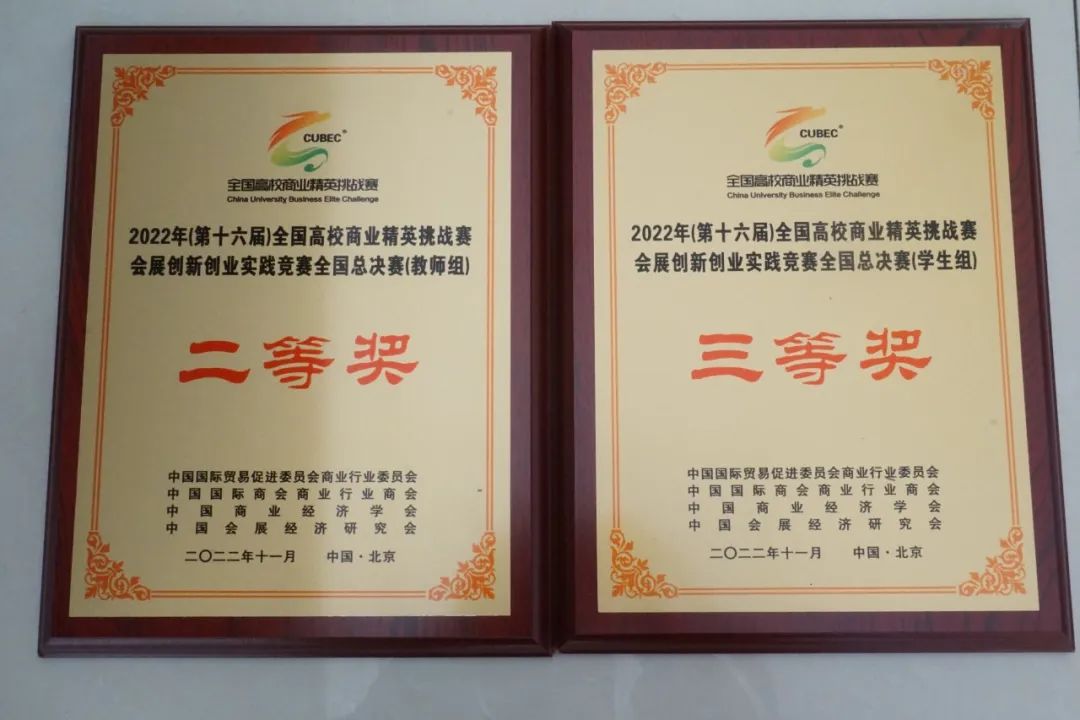 CUBEC®
全国高校商业精英挑战赛
China University Business Elite Challenge
2022年(第十六届)全国高校商业精英挑战赛
会展创新创业实践竞赛全国总决赛(教师组)
二等奖
中国国际贸易促进委员会商业行业委员会
中国国际商会商业行业商会
中国商业经济学会
中国会展经济研究会
二〇二二年十一月 中国·北京
CUBEC®
全国高校商业精英挑战赛
China University Business Elite Challenge
2022年(第十六届)全国高校商业精英挑战赛
会展创新创业实践竞赛全国总决赛(学生组)
三等奖
中国国际贸易促进委员会商业行业委员会
中国国际商会商业行业商会
中国商业经济学会
中国会展经济研究会
二〇二二年十一月 中国·北京